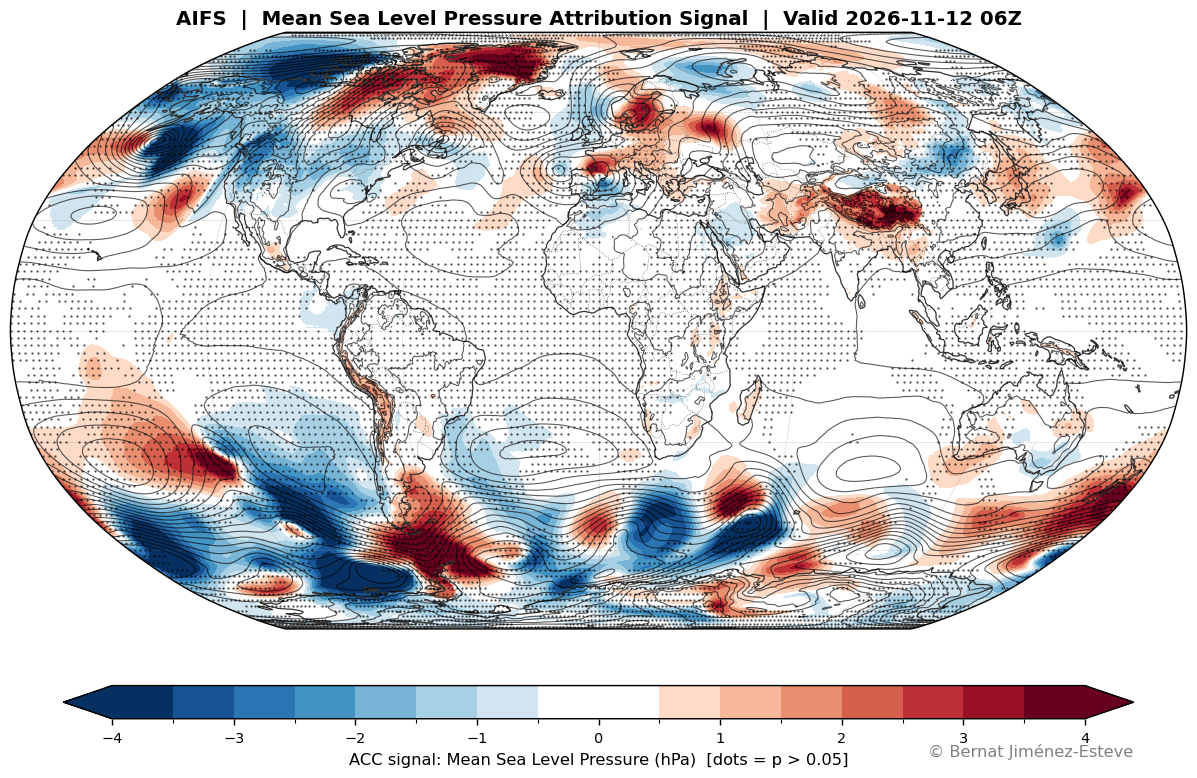 AIFS | Mean Sea Level Pressure Attribution Signal | Valid 2026-11-12 06Z
−4 −3 −2 −1 0 1 2 3 4
ACC signal: Mean Sea Level Pressure (hPa) [dots = p > 0.05]
© Bernat Jiménez-Esteve